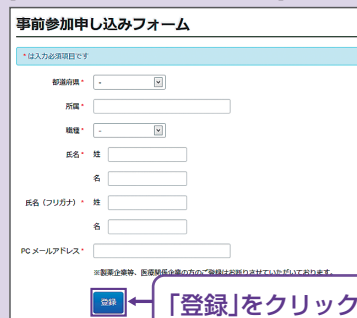 事前参加申し込みフォーム
*は入力必須項目です
都道府県* -
所属*
職種* -
氏名* 姓
名
氏名（フリガナ）* 姓
名
PC メールアドレス*
※製薬企業等、医療関係企業の方のご登録はお断りさせていただいております。
登録
「登録」をクリック